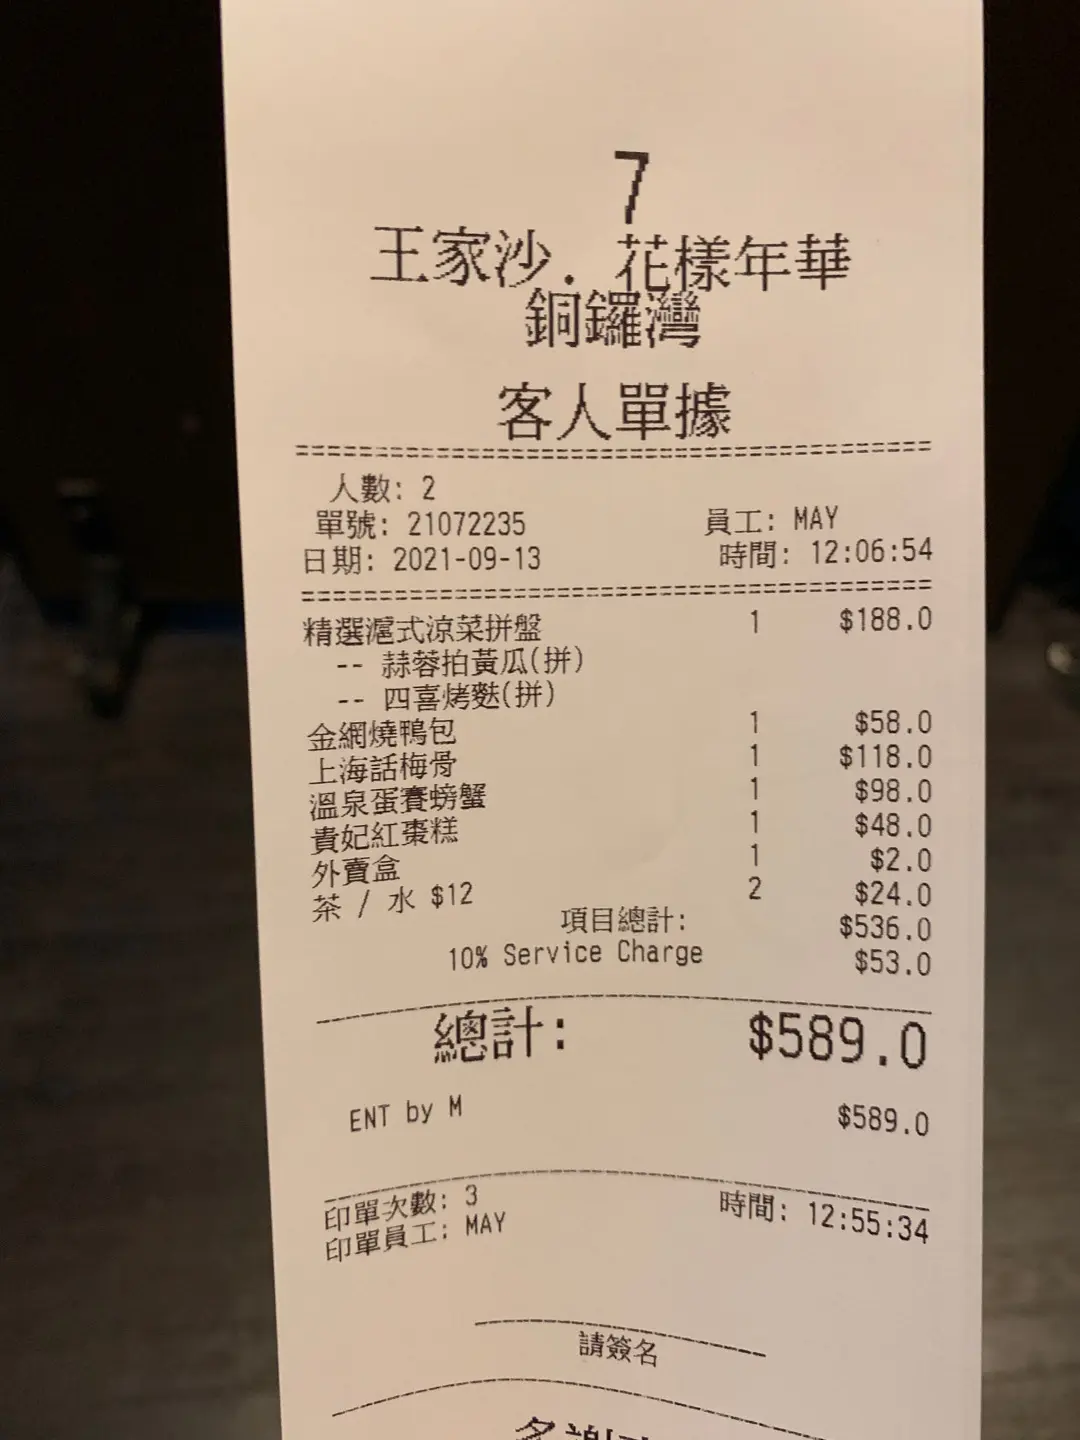 7
王家沙．花樣年華
銅鑼灣
客人單據
人數: 2
單號: 21072235 員工: MAY
日期: 2021-09-13 時間: 12:06:54
精選滬式涼菜拼盤 1 $188.0
-- 蒜蓉拍黃瓜(拼)
-- 四喜烤麩(拼)
金網燒鴨包 1 $58.0
上海話梅骨 1 $118.0
溫泉蛋賽螃蟹 1 $98.0
貴妃紅棗糕 1 $48.0
外賣盒 1 $2.0
茶 / 水 $12 2 $24.0
項目總計: $536.0
10% Service Charge $53.0
總計: $589.0
ENT by M $589.0
印單次數: 3 時間: 12:55:34
印單員工: MAY
請簽名
多謝